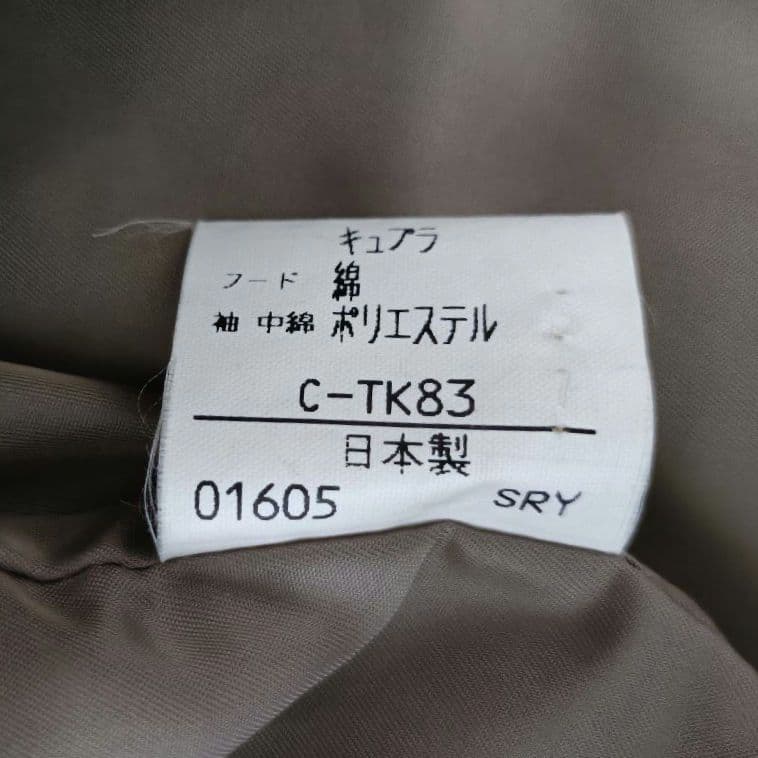 キュプラ
フード 綿
袖 中綿 ポリエステル
C-TK83
日本製
01605 SRY